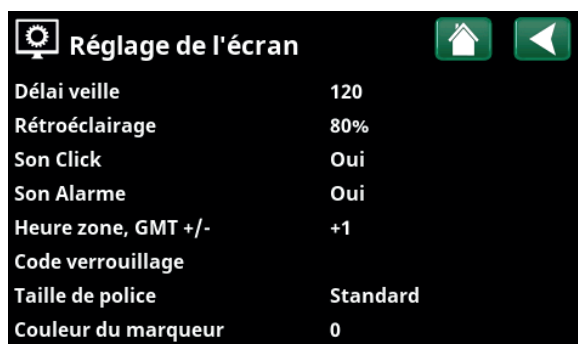 Réglage de l'écran
Délai veille 120
Rétroéclairage 80%
Son Click Oui
Son Alarme Oui
Heure zone, GMT +/- +1
Code verrouillage
Taille de police Standard
Couleur du marqueur 0